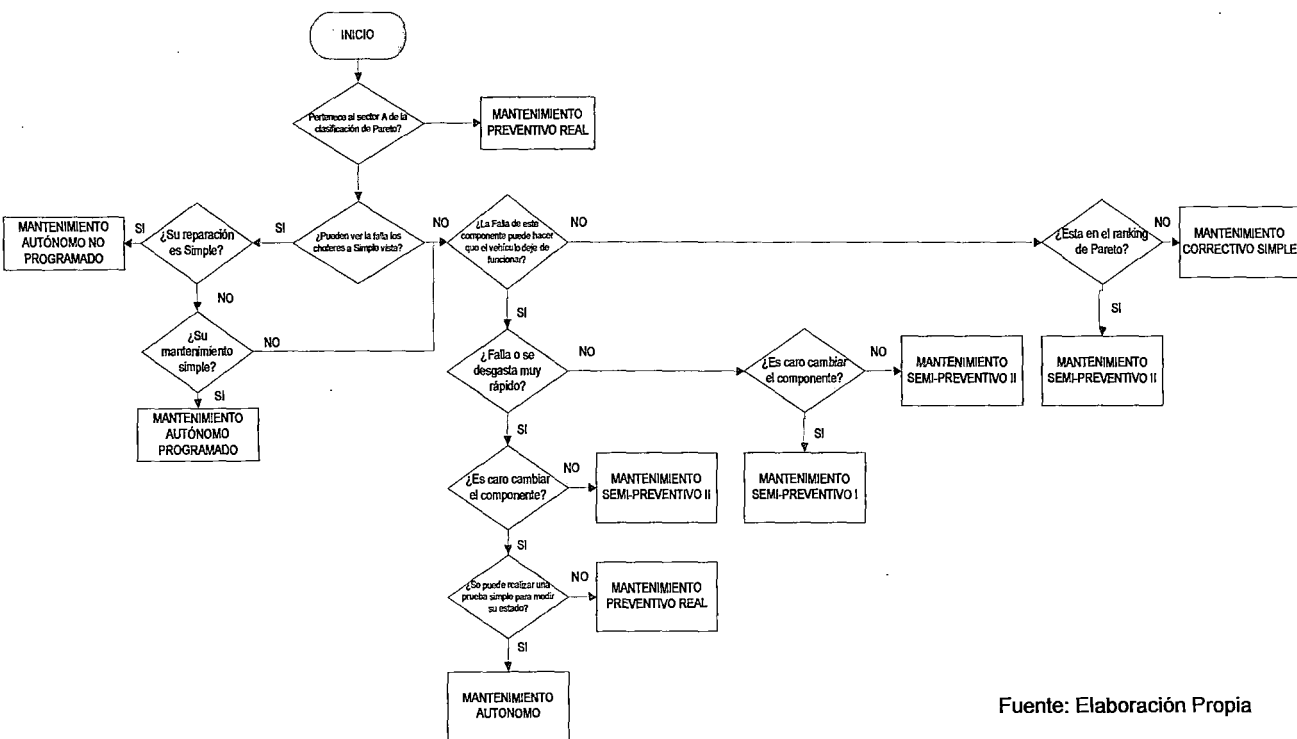 INICIO
Pertenece al sector A de la
clasificación de Pareto?
MANTENIMIENTO
PREVENTIVO REAL
MANTENIMIENTO
AUTÓNOMO NO
PROGRAMADO
SI
¿Su reparación
es Simple?
SI
¿Pueden ver la falla los
choferes a Simple vista?
NO
¿La Falla de este
componente puede hacer
que el vehículo deje de
funcionar?
NO
¿Esta en el ranking
de Pareto?
NO
MANTENIMIENTO
CORRECTIVO SIMPLE
NO
¿Su
mantenimiento
simple?
NO
SI
MANTENIMIENTO
AUTÓNOMO
PROGRAMADO
SI
¿Falla o se
desgasta muy
rápido?
NO
¿Es caro cambiar
el componente?
NO
MANTENIMIENTO
SEMI-PREVENTIVO II
SI
MANTENIMIENTO
SEMI-PREVENTIVO II
SI
¿Es caro cambiar
el componente?
NO
MANTENIMIENTO
SEMI-PREVENTIVO II
SI
MANTENIMIENTO
SEMI-PREVENTIVO I
SI
¿Se puede realizar una
prueba simple para medir
su estado?
NO
MANTENIMIENTO
PREVENTIVO REAL
SI
MANTENIMIENTO
AUTONOMO
Fuente: Elaboración Propia